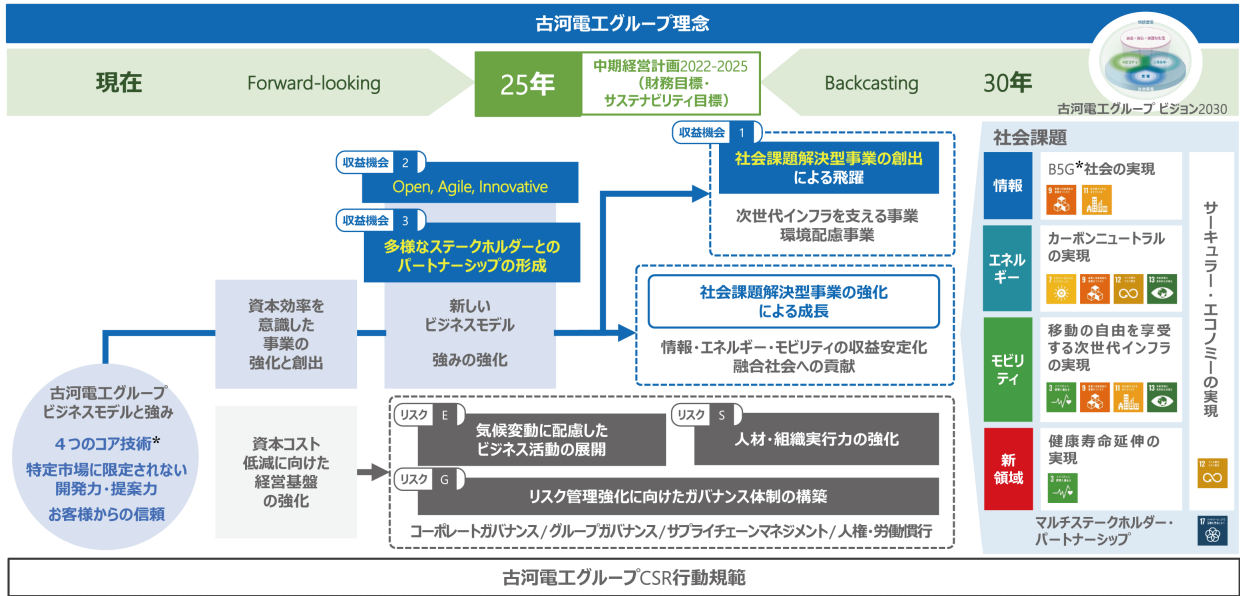 古河電工グループ理念
現在
Forward-looking
25年
中期経営計画2022-2025
（財務目標・
サステナビリティ目標）
Backcasting
30年
古河電工グループ ビジョン2030
収益機会 1
社会課題解決型事業の創出
による飛躍
次世代インフラを支える事業
環境配慮事業
収益機会 2
Open, Agile, Innovative
収益機会 3
多様なステークホルダーとの
パートナーシップの形成
新しい
ビジネスモデル
強みの強化
資本効率を
意識した
事業の
強化と創出
社会課題解決型事業の強化
による成長
情報・エネルギー・モビリティの収益安定化
融合社会への貢献
古河電工グループ
ビジネスモデルと強み
４つのコア技術*
特定市場に限定されない
開発力・提案力
お客様からの信頼
資本コスト
低減に向けた
経営基盤
の強化
リスク E
気候変動に配慮した
ビジネス活動の展開
リスク S
人材・組織実行力の強化
リスク G
リスク管理強化に向けたガバナンス体制の構築
コーポレートガバナンス/グループガバナンス/サプライチェーンマネジメント/人権・労働慣行
社会課題
情報
B5G*社会の実現
9
11
エネル
ギー
カーボンニュートラル
の実現
7
9
12
13
モビリ
ティ
移動の自由を享受
する次世代インフラ
の実現
3
9
11
13
新
領域
健康寿命延伸の
実現
3
サーキュラー・エコノミーの実現
12
マルチステークホルダー・
パートナーシップ
17
古河電工グループCSR行動規範